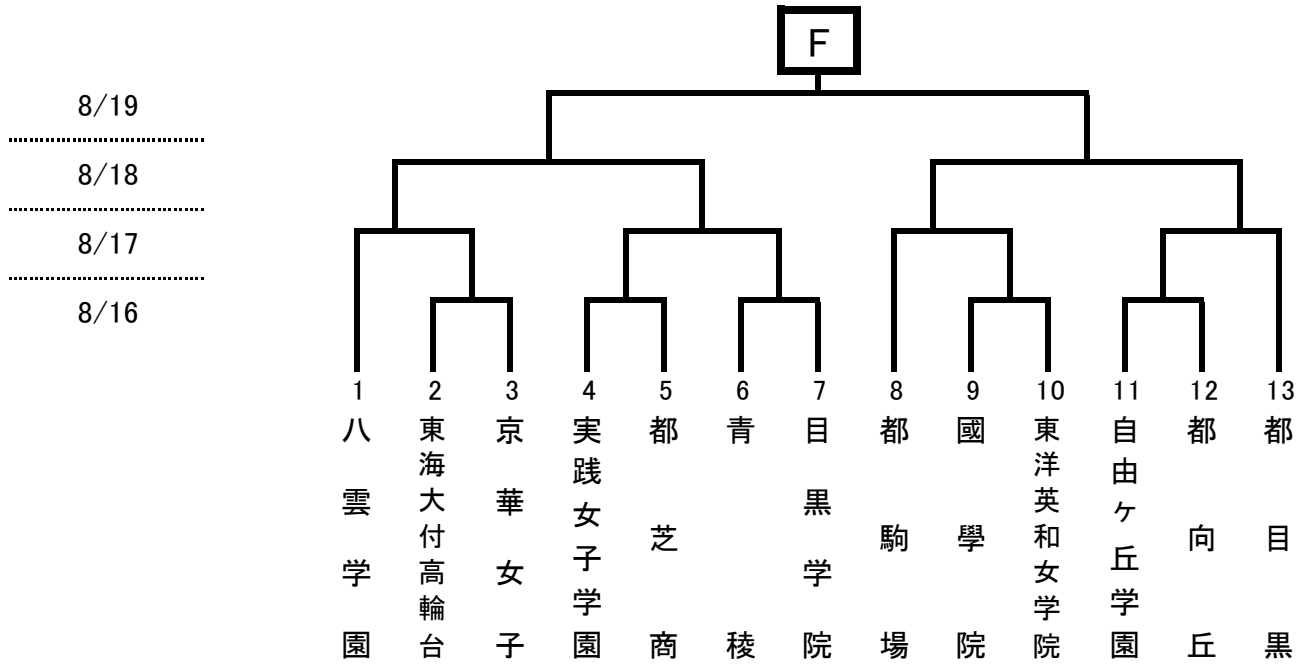 F
8/19
8/18
8/17
8/16
1 八雲学園
2 東海大付高輪台
3 京華女子
4 実践女子学園
5 都芝商
6 青稜
7 目黒学院
8 都駒場
9 國學院
10 東洋英和女学院
11 自由ヶ丘学園
12 都向丘
13 都目黒